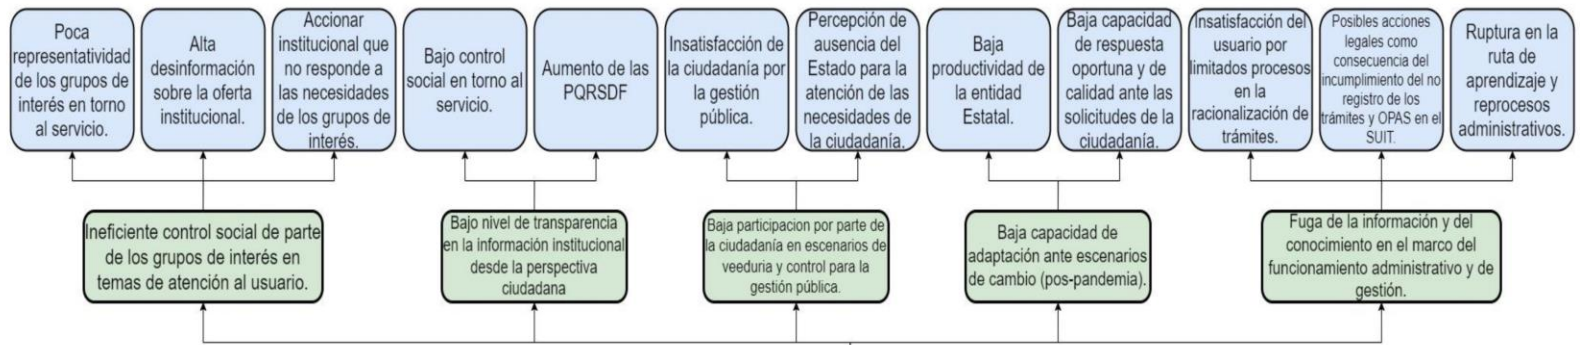 Poca
representatividad
de los grupos de
interés en torno
al servicio.
Alta
desinformación
sobre la oferta
institucional.
Accionar
institucional que
no responde a
las necesidades
de los grupos de
interés.
Bajo control
social en torno al
servicio.
Aumento de las
PQRSDF
Insatisfacción de
la ciudadanía por
la gestión
pública.
Percepción de
ausencia del
Estado para la
atención de las
necesidades de
la ciudadanía.
Baja
productividad de
la entidad
Estatal.
Baja capacidad
de respuesta
oportuna y de
calidad ante las
solicitudes de la
ciudadanía.
Insatisfacción del
usuario por
limitados procesos
en la
racionalización de
trámites.
Posibles acciones
legales como
consecuencia del
incumplimiento del no
registro de los
trámites y OPAS en el
SUIT.
Ruptura en la
ruta de
aprendizaje y
reprocesos
administrativos.
Ineficiente control social de parte
de los grupos de interés en
temas de atención al usuario.
Bajo nivel de transparencia
en la información institucional
desde la perspectiva
ciudadana
Baja participacion por parte de
la ciudadanía en escenarios de
veeduria y control para la
gestión pública.
Baja capacidad de
adaptación ante escenarios
de cambio (pos-pandemia).
Fuga de la información y del
conocimiento en el marco del
funcionamiento administrativo y de
gestión.